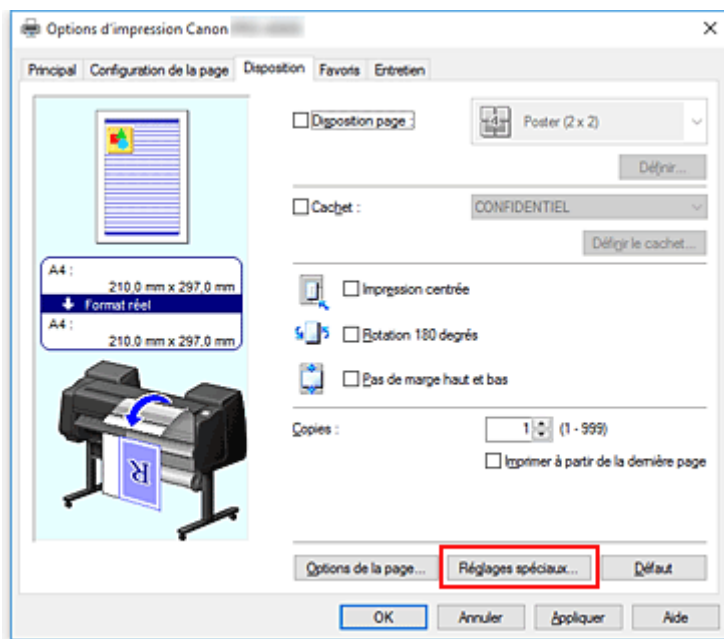 Options d'impression Canon
Principal Configuration de la page Disposition Favoris Entretien
Disposition page :
Poster (2 x 2)
Définir...
Cachet :
CONFIDENTIEL
Définir le cachet...
A4 :
210,0 mm x 297,0 mm
Format réel
A4 :
210,0 mm x 297,0 mm
Impression centrée
Rotation 180 degrés
Pas de marge haut et bas
Copies :
1 (1 - 999)
Imprimer à partir de la dernière page
R
Options de la page... Réglages spéciaux... Défaut
OK Annuler Appliquer Aide